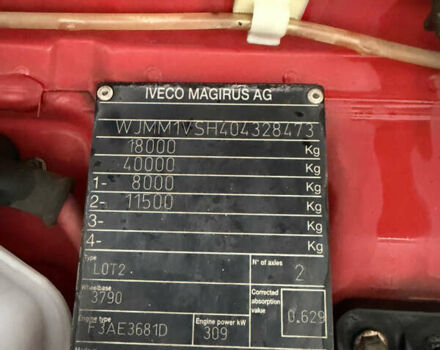 IVECO MAGIRUS AG
WJMM1VSH404328473
18000 Kg
40000 Kg
1- 8000 Kg
2- 11500 Kg
3- Kg
4- Kg
Type N° of axles
LOT2. 2
Wheelbase Corrected absorption value
3790 0.629
Engine type Engine power kW
F3AE3681D 309